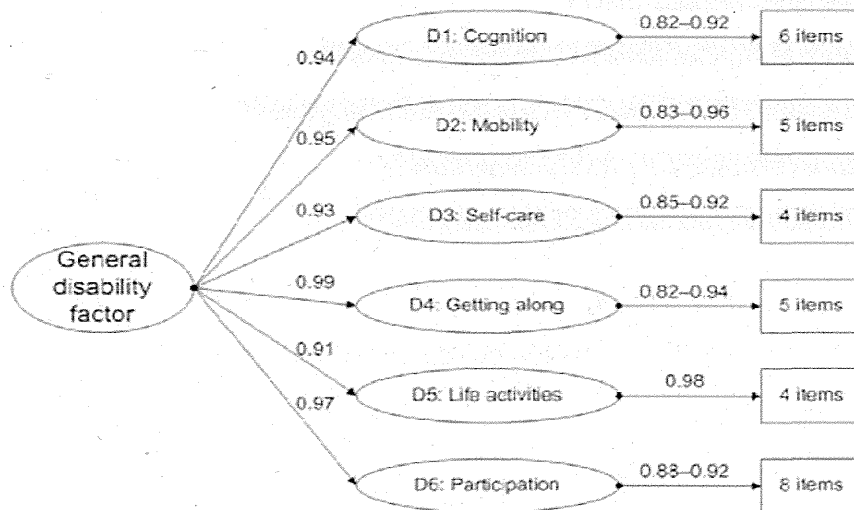 0.82–0.92
D1: Cognition
6 items
0.94
0.83–0.96
D2: Mobility
5 items
0.95
0.85–0.92
D3: Self-care
4 items
0.93
General
disability
factor
0.99
0.82–0.94
D4: Getting along
5 items
0.91
0.98
D5: Life activities
4 items
0.97
0.88–0.92
D6: Participation
8 items